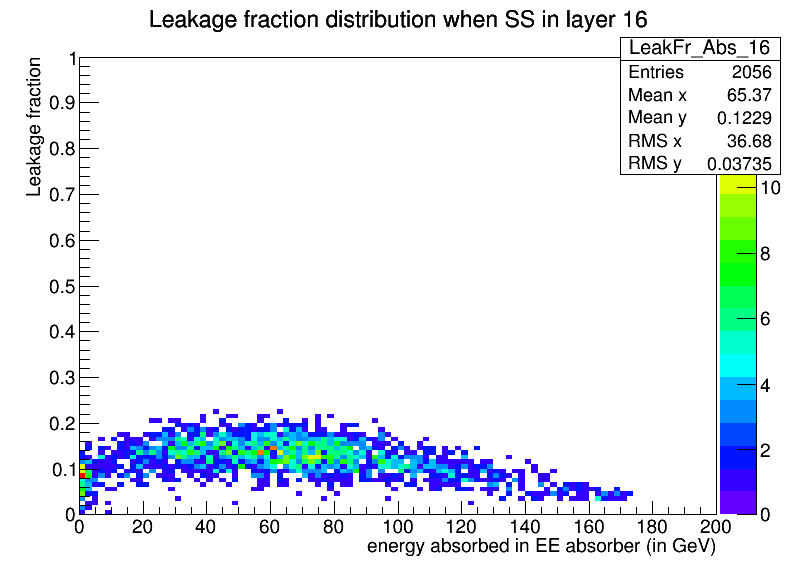 Leakage fraction distribution when SS in layer 16
LeakFr_Abs_16
Entries 2056
Mean x 65.37
Mean y 0.1229
RMS x 36.68
RMS y 0.03735
Leakage fraction
1
0.9
0.8
0.7
0.6
0.5
0.4
0.3
0.2
0.1
0
10
8
6
4
2
0
0 20 40 60 80 100 120 140 160 180 200
energy absorbed in EE absorber (in GeV)